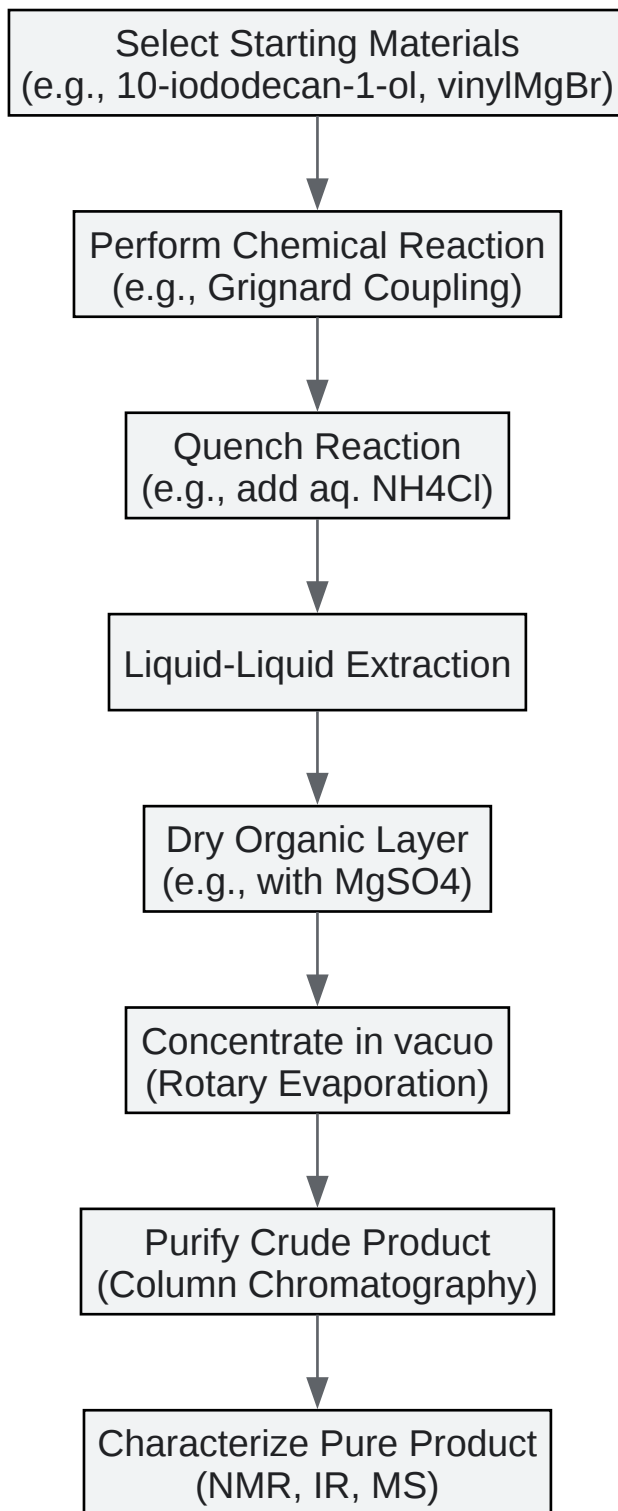 Select Starting Materials
(e.g., 10-iododecan-1-ol, vinylMgBr)
Perform Chemical Reaction
(e.g., Grignard Coupling)
Quench Reaction
(e.g., add aq. NH4Cl)
Liquid-Liquid Extraction
Dry Organic Layer
(e.g., with MgSO4)
Concentrate in vacuo
(Rotary Evaporation)
Purify Crude Product
(Column Chromatography)
Characterize Pure Product
(NMR, IR, MS)